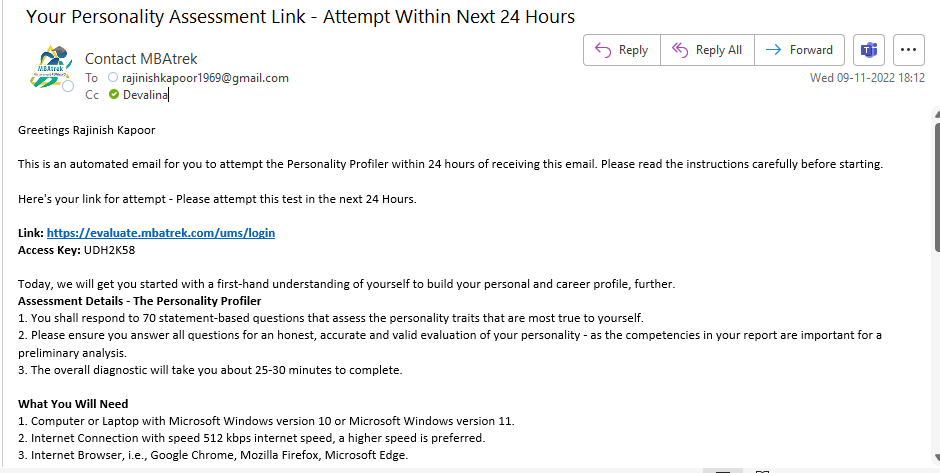 Your Personality Assessment Link - Attempt Within Next 24 Hours
Contact MBAtrek
Reply
Reply All
Forward
To rajinishkapoor1969@gmail.com
Wed 09-11-2022 18:12
Cc Devalina
MBAtrek
Greetings Rajinish Kapoor
This is an automated email for you to attempt the Personality Profiler within 24 hours of receiving this email. Please read the instructions carefully before starting.
Here's your link for attempt - Please attempt this test in the next 24 Hours.
Link: https://evaluate.mbatrek.com/ums/login
Access Key: UDH2K58
Today, we will get you started with a first-hand understanding of yourself to build your personal and career profile, further.
Assessment Details - The Personality Profiler
1. You shall respond to 70 statement-based questions that assess the personality traits that are most true to yourself.
2. Please ensure you answer all questions for an honest, accurate and valid evaluation of your personality - as the competencies in your report are important for a
preliminary analysis.
3. The overall diagnostic will take you about 25-30 minutes to complete.
What You Will Need
1. Computer or Laptop with Microsoft Windows version 10 or Microsoft Windows version 11.
2. Internet Connection with speed 512 kbps internet speed, a higher speed is preferred.
3. Internet Browser, i.e., Google Chrome, Mozilla Firefox, Microsoft Edge.